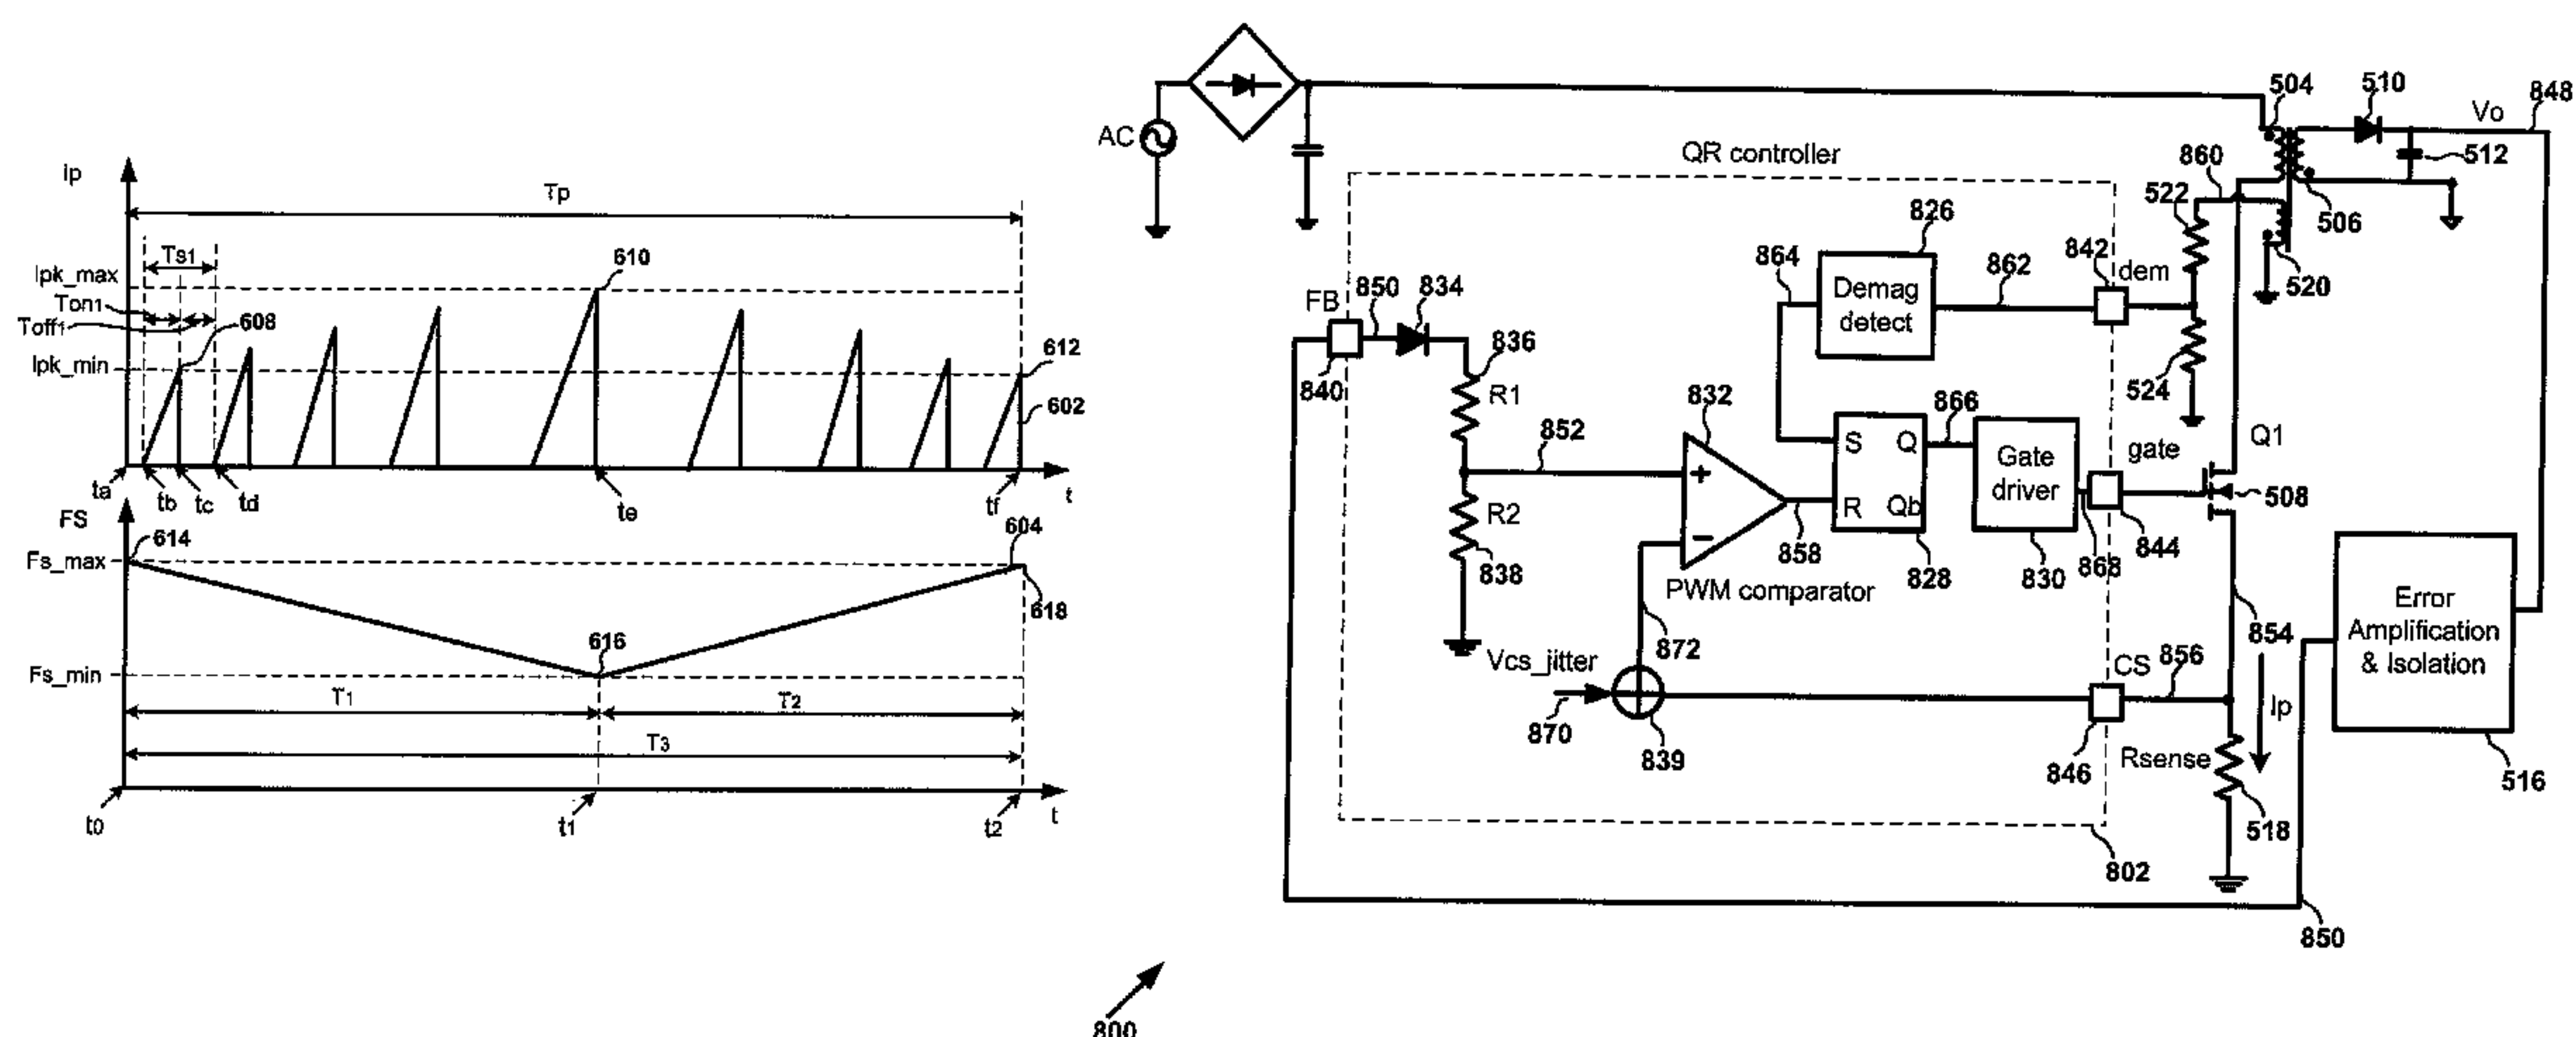 Ip
Tp
Ts1
Ipk_max
Ton1
Toff1
Ipk_min
608
610
612
602
ta
tb
tc
td
te
tf
t
FS
Fs_max
614
604
618
616
Fs_min
T1
T2
T3
t0
t1
t2
t
AC
QR controller
504
510
Vo
848
512
860
522
506
520
826
864
Demag
detect
862
842
dem
524
FB
850
834
840
836
R1
832
852
S
Q
R
Qb
866
Gate
driver
gate
Q1
508
R2
838
858
828
830
868
844
PWM comparator
Vcs_jitter
872
870
839
CS
856
854
Ip
846
Rsense
518
802
Error
Amplification
& Isolation
516
850
800